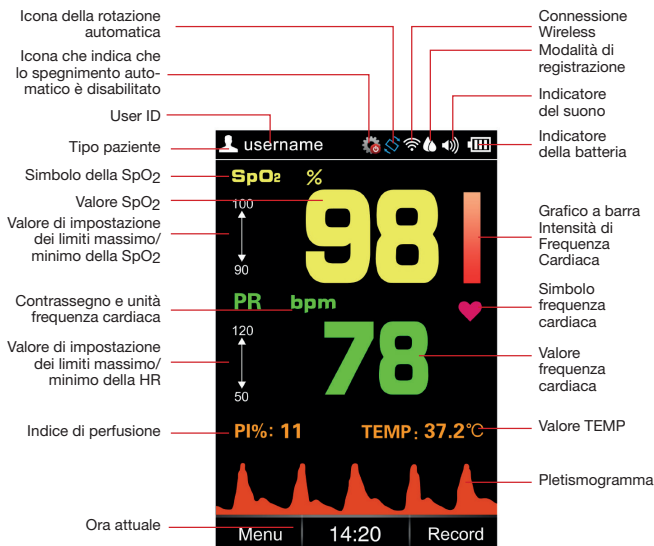 Icona della rotazione
automatica
Icona che indica che
lo spegnimento auto-
matico è disabilitato
User ID
Tipo paziente
Simbolo della SpO2
Valore SpO2
Valore di impostazione
dei limiti massimo/
minimo della SpO2
Contrassegno e unità
frequenza cardiaca
Valore di impostazione
dei limiti massimo/
minimo della HR
Indice di perfusione
Ora attuale
username
SpO2 %
98
100
90
PR bpm
78
120
50
PI%: 11 TEMP: 37.2°C
Menu 14:20 Record
Connessione
Wireless
Modalità di
registrazione
Indicatore
del suono
Indicatore
della batteria
Grafico a barra
Intensità di
Frequenza
Cardiaca
Simbolo
frequenza
cardiaca
Valore
frequenza
cardiaca
Valore TEMP
Pletismogramma